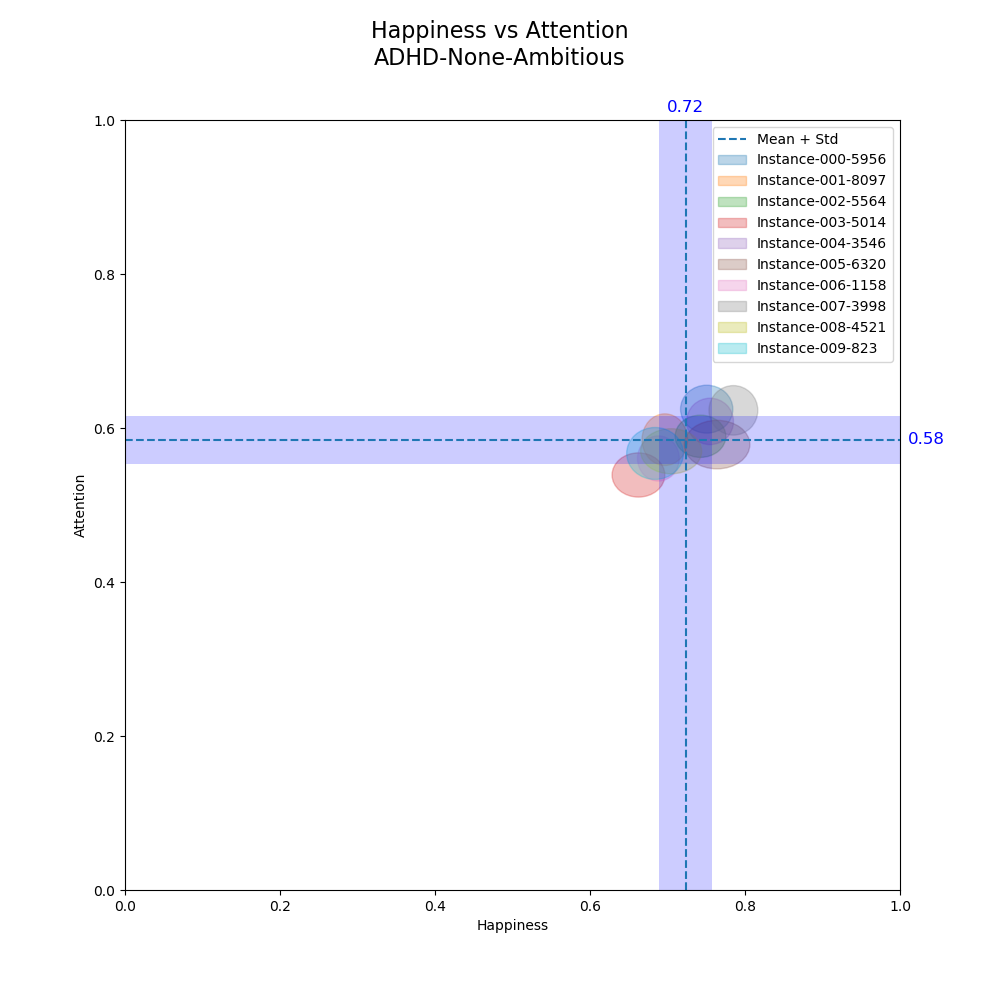 Happiness vs Attention
ADHD-None-Ambitious
0.72
1.0
Mean + Std
Instance-000-5956
Instance-001-8097
Instance-002-5564
Instance-003-5014
Instance-004-3546
Instance-005-6320
Instance-006-1158
Instance-007-3998
Instance-008-4521
Instance-009-823
0.8
0.6
0.58
Attention
0.4
0.2
0.0
0.0 0.2 0.4 0.6 0.8 1.0
Happiness